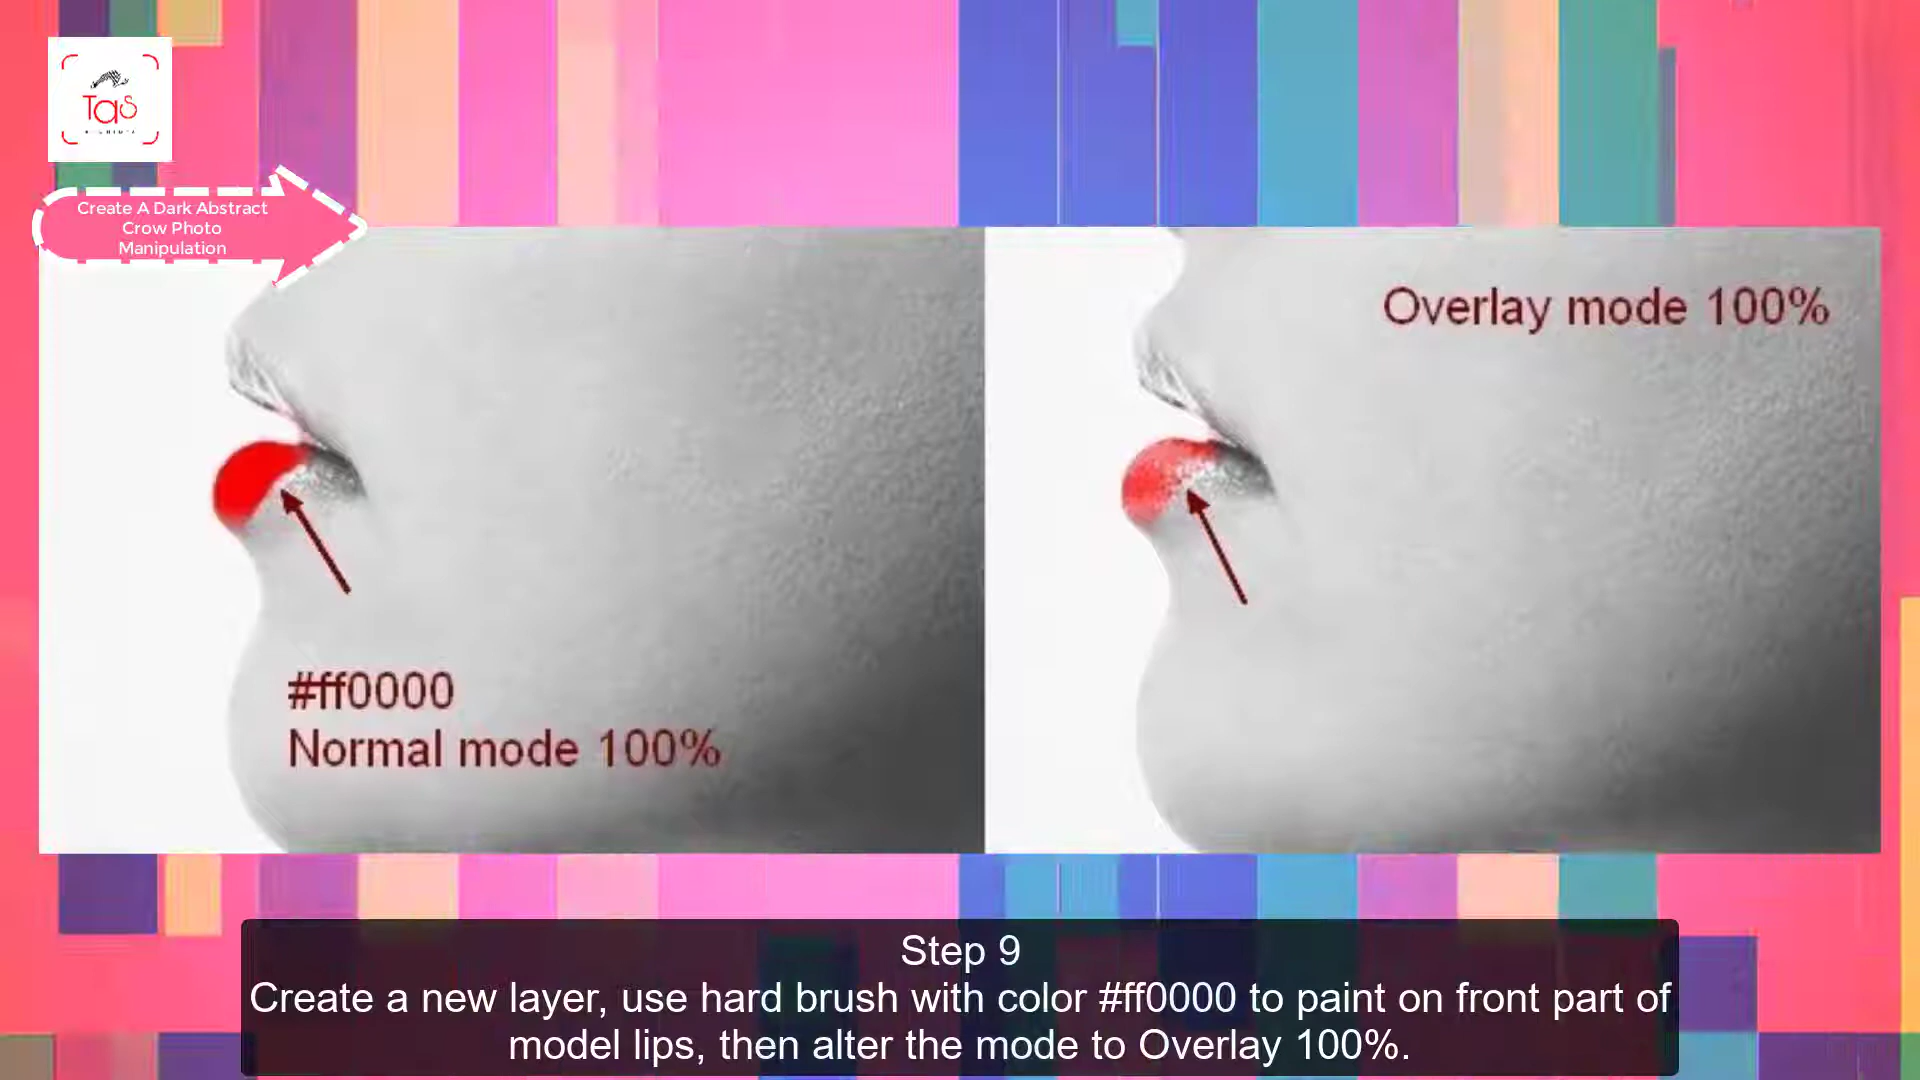 Tas
Create A Dark Abstract
Crow Photo
Manipulation
Overlay mode 100%
#ff0000
Normal mode 100%
Step 9
Create a new layer, use hard brush with color #ff0000 to paint on front part of
model lips, then alter the mode to Overlay 100%.